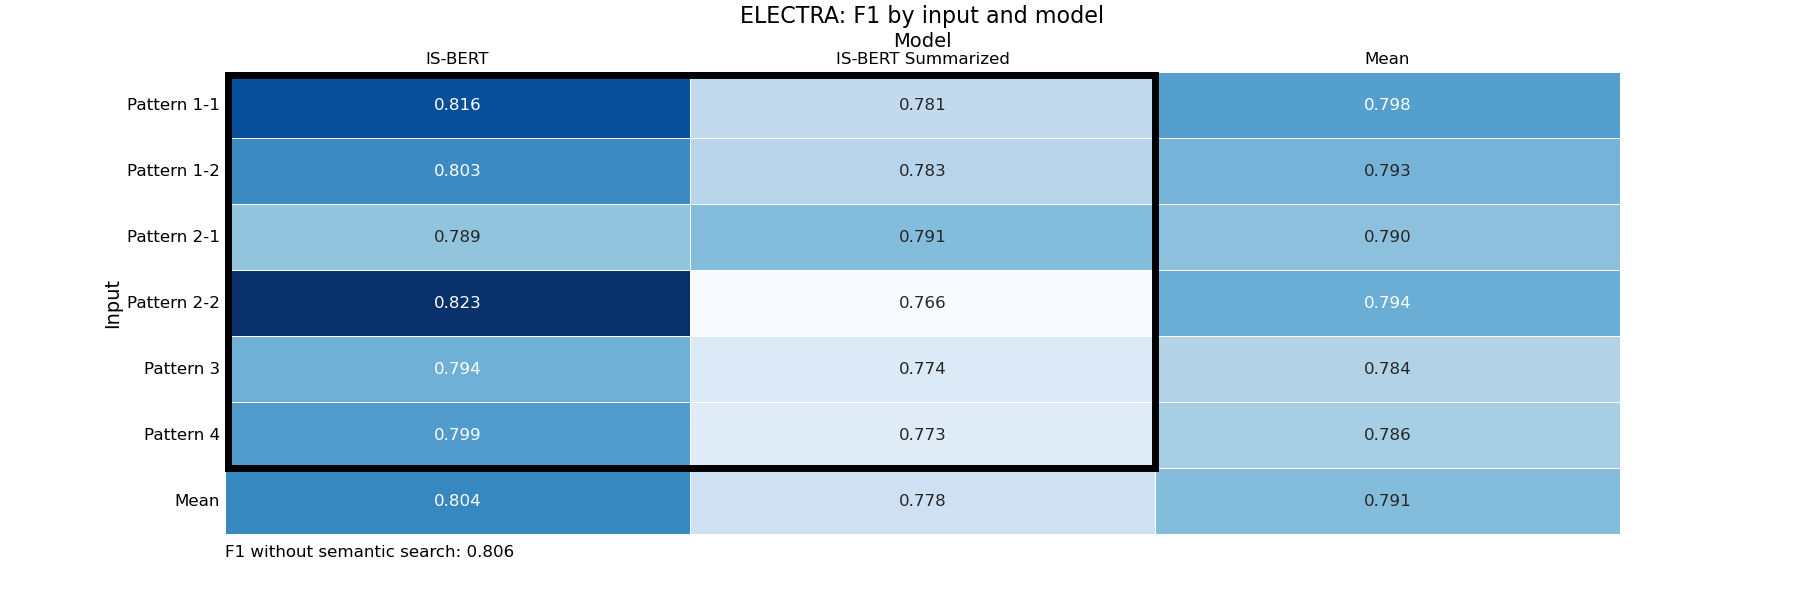 ELECTRA: F1 by input and model
Model
IS-BERT IS-BERT Summarized Mean
Pattern 1-1 0.816 0.781 0.798
Pattern 1-2 0.803 0.783 0.793
Pattern 2-1 0.789 0.791 0.790
Input
Pattern 2-2 0.823 0.766 0.794
Pattern 3 0.794 0.774 0.784
Pattern 4 0.799 0.773 0.786
Mean 0.804 0.778 0.791
F1 without semantic search: 0.806